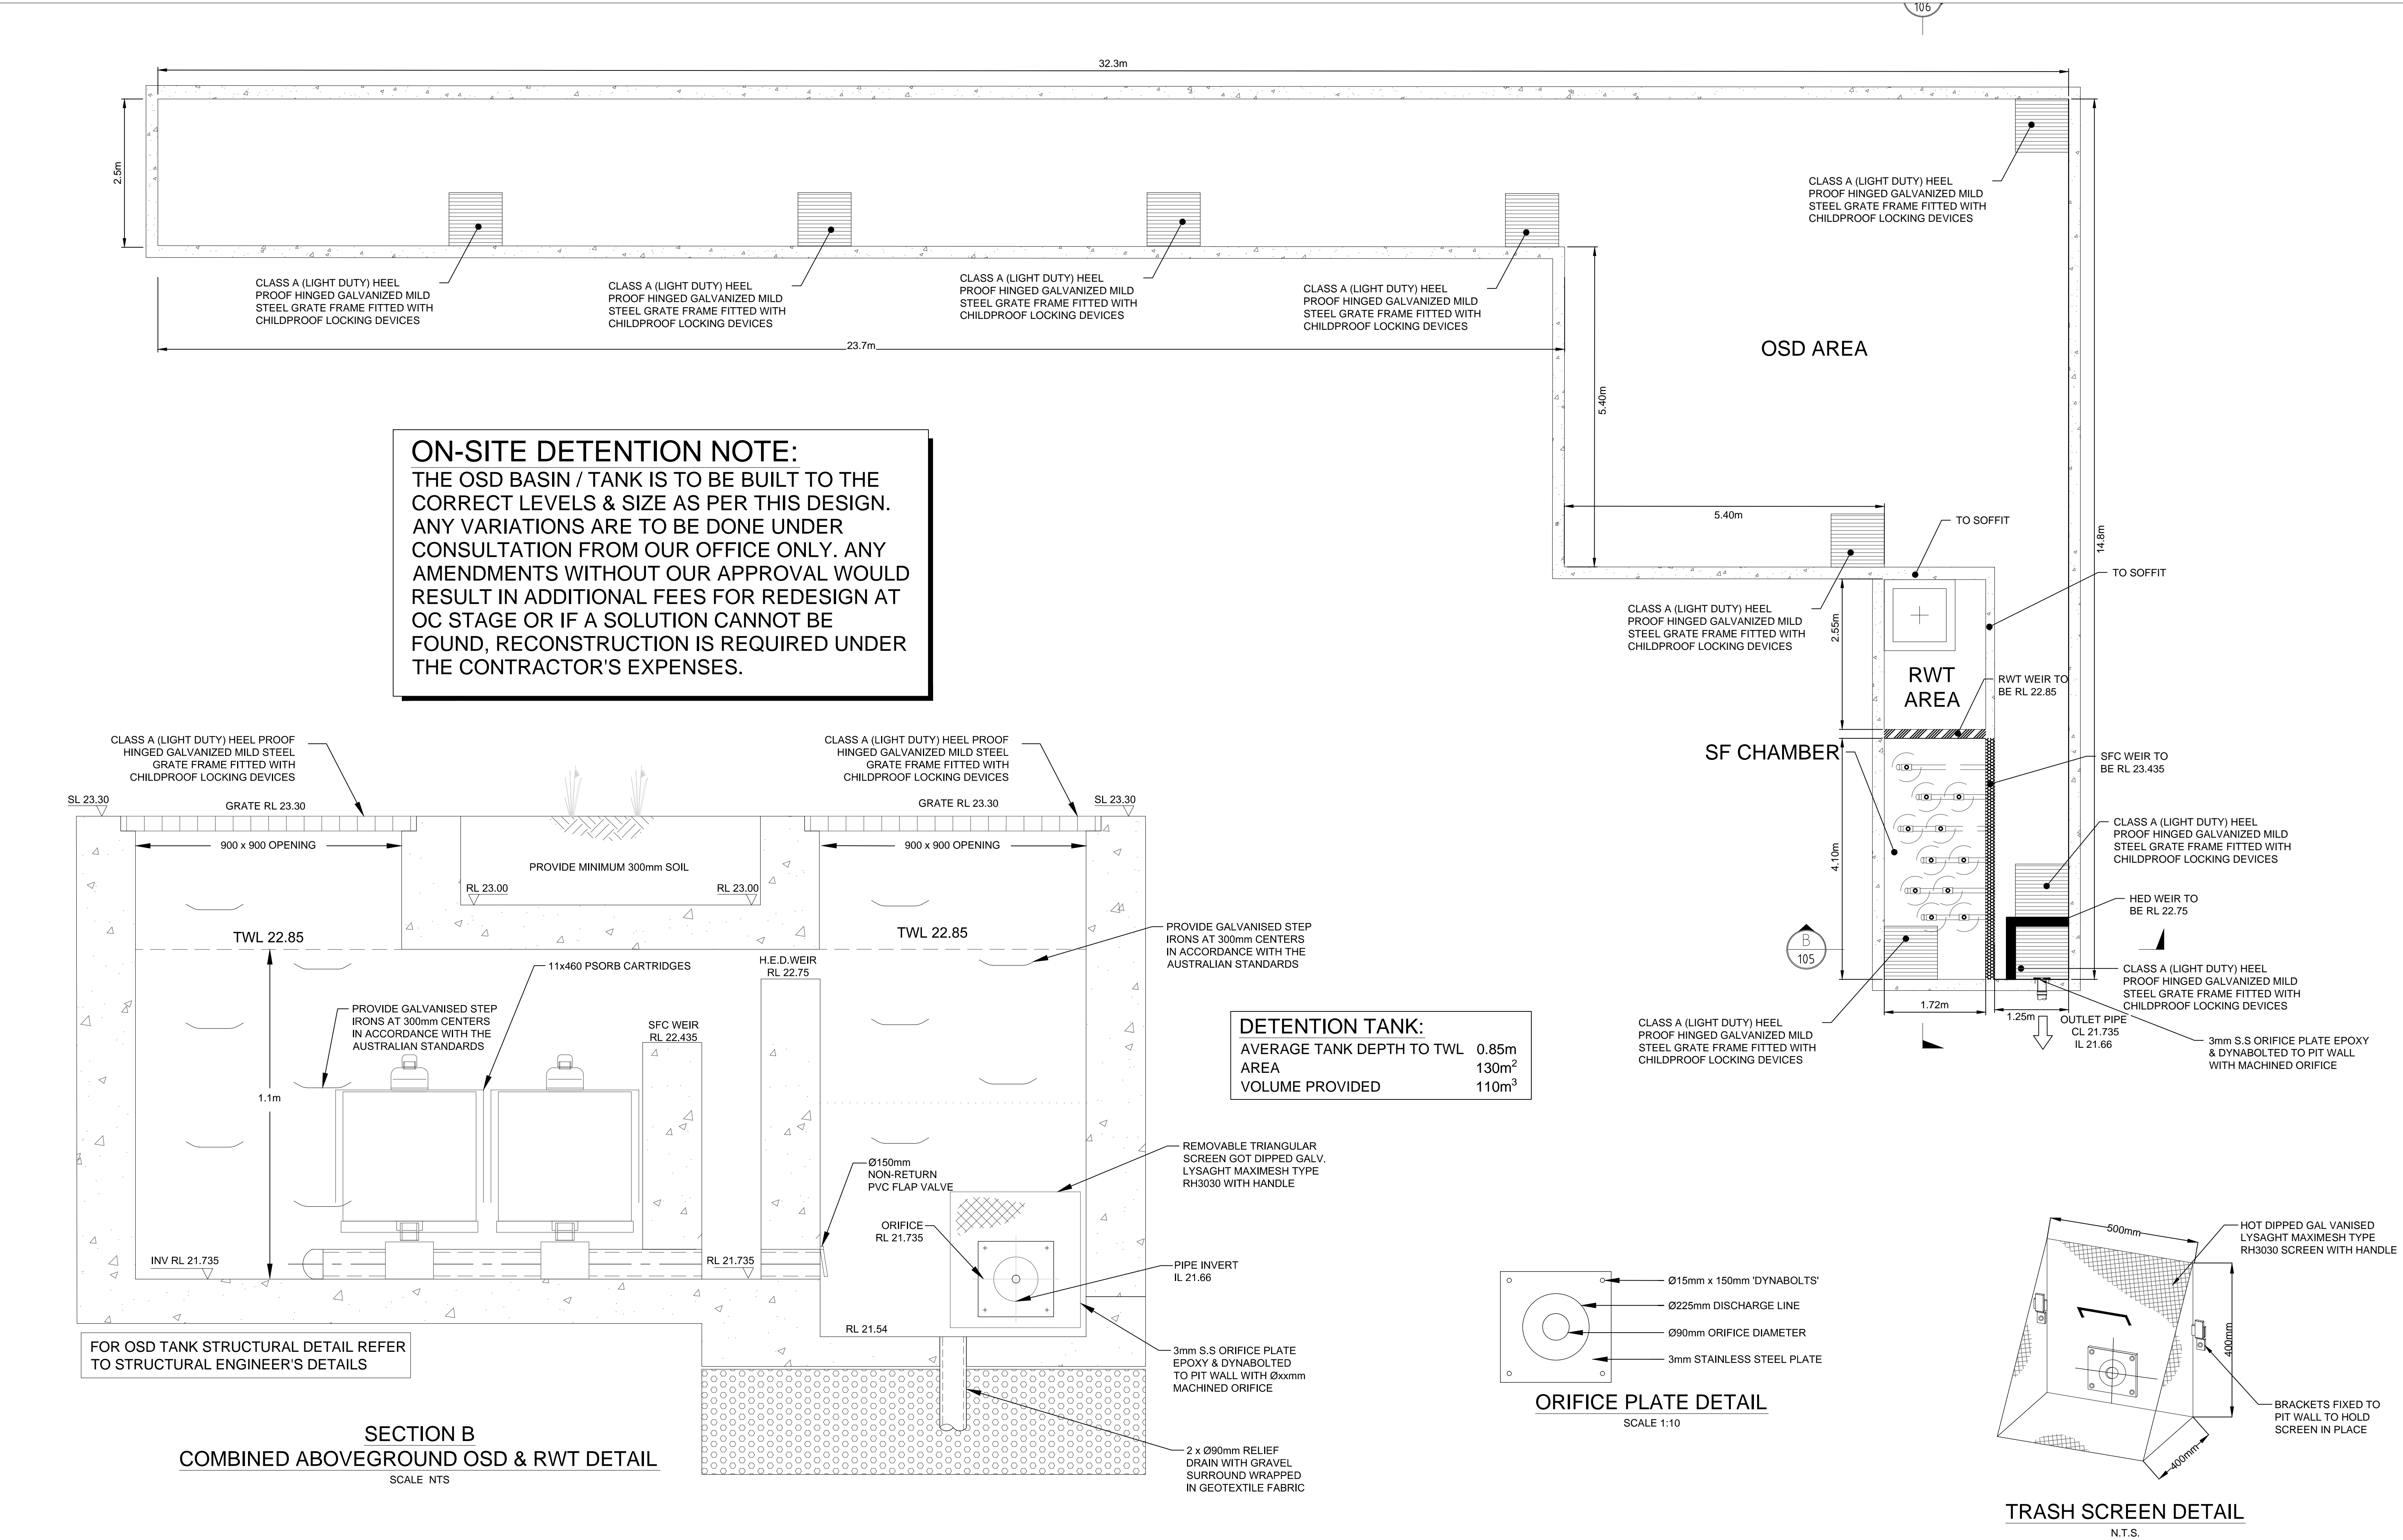 106
32.3m
2.5m
CLASS A (LIGHT DUTY) HEEL
PROOF HINGED GALVANIZED MILD
STEEL GRATE FRAME FITTED WITH
CHILDPROOF LOCKING DEVICES
CLASS A (LIGHT DUTY) HEEL
PROOF HINGED GALVANIZED MILD
STEEL GRATE FRAME FITTED WITH
CHILDPROOF LOCKING DEVICES
CLASS A (LIGHT DUTY) HEEL
PROOF HINGED GALVANIZED MILD
STEEL GRATE FRAME FITTED WITH
CHILDPROOF LOCKING DEVICES
CLASS A (LIGHT DUTY) HEEL
PROOF HINGED GALVANIZED MILD
STEEL GRATE FRAME FITTED WITH
CHILDPROOF LOCKING DEVICES
CLASS A (LIGHT DUTY) HEEL
PROOF HINGED GALVANIZED MILD
STEEL GRATE FRAME FITTED WITH
CHILDPROOF LOCKING DEVICES
23.7m
OSD AREA
5.40m
5.40m
14.8m
TO SOFFIT
TO SOFFIT
CLASS A (LIGHT DUTY) HEEL
PROOF HINGED GALVANIZED MILD
STEEL GRATE FRAME FITTED WITH
CHILDPROOF LOCKING DEVICES
2.55m
RWT
AREA
RWT WEIR TO
BE RL 22.85
SF CHAMBER
SFC WEIR TO
BE RL 23.435
4.10m
CLASS A (LIGHT DUTY) HEEL
PROOF HINGED GALVANIZED MILD
STEEL GRATE FRAME FITTED WITH
CHILDPROOF LOCKING DEVICES
HED WEIR TO
BE RL 22.75
B
105
CLASS A (LIGHT DUTY) HEEL
PROOF HINGED GALVANIZED MILD
STEEL GRATE FRAME FITTED WITH
CHILDPROOF LOCKING DEVICES
1.72m
1.25m
OUTLET PIPE
CL 21.735
IL 21.66
CLASS A (LIGHT DUTY) HEEL
PROOF HINGED GALVANIZED MILD
STEEL GRATE FRAME FITTED WITH
CHILDPROOF LOCKING DEVICES
3mm S.S ORIFICE PLATE EPOXY
& DYNABOLTED TO PIT WALL
WITH MACHINED ORIFICE
ON-SITE DETENTION NOTE:
THE OSD BASIN / TANK IS TO BE BUILT TO THE
CORRECT LEVELS & SIZE AS PER THIS DESIGN.
ANY VARIATIONS ARE TO BE DONE UNDER
CONSULTATION FROM OUR OFFICE ONLY. ANY
AMENDMENTS WITHOUT OUR APPROVAL WOULD
RESULT IN ADDITIONAL FEES FOR REDESIGN AT
OC STAGE OR IF A SOLUTION CANNOT BE
FOUND, RECONSTRUCTION IS REQUIRED UNDER
THE CONTRACTOR'S EXPENSES.
CLASS A (LIGHT DUTY) HEEL PROOF
HINGED GALVANIZED MILD STEEL
GRATE FRAME FITTED WITH
CHILDPROOF LOCKING DEVICES
CLASS A (LIGHT DUTY) HEEL PROOF
HINGED GALVANIZED MILD STEEL
GRATE FRAME FITTED WITH
CHILDPROOF LOCKING DEVICES
SL 23.30
GRATE RL 23.30
GRATE RL 23.30
SL 23.30
900 x 900 OPENING
900 x 900 OPENING
PROVIDE MINIMUM 300mm SOIL
RL 23.00
RL 23.00
TWL 22.85
TWL 22.85
PROVIDE GALVANISED STEP
IRONS AT 300mm CENTERS
IN ACCORDANCE WITH THE
AUSTRALIAN STANDARDS
11x460 PSORB CARTRIDGES
H.E.D.WEIR
RL 22.75
PROVIDE GALVANISED STEP
IRONS AT 300mm CENTERS
IN ACCORDANCE WITH THE
AUSTRALIAN STANDARDS
SFC WEIR
RL 22.435
1.1m
Ø150mm
NON-RETURN
PVC FLAP VALVE
REMOVABLE TRIANGULAR
SCREEN GOT DIPPED GALV.
LYSAGHT MAXIMESH TYPE
RH3030 WITH HANDLE
ORIFICE
RL 21.735
INV RL 21.735
RL 21.735
PIPE INVERT
IL 21.66
RL 21.54
3mm S.S ORIFICE PLATE
EPOXY & DYNABOLTED
TO PIT WALL WITH Øxxmm
MACHINED ORIFICE
2 x Ø90mm RELIEF
DRAIN WITH GRAVEL
SURROUND WRAPPED
IN GEOTEXTILE FABRIC
FOR OSD TANK STRUCTURAL DETAIL REFER
TO STRUCTURAL ENGINEER'S DETAILS
SECTION B
COMBINED ABOVEGROUND OSD & RWT DETAIL
SCALE NTS
DETENTION TANK:
AVERAGE TANK DEPTH TO TWL 0.85m
AREA 130m²
VOLUME PROVIDED 110m³
Ø15mm x 150mm 'DYNABOLTS'
Ø225mm DISCHARGE LINE
Ø90mm ORIFICE DIAMETER
3mm STAINLESS STEEL PLATE
ORIFICE PLATE DETAIL
SCALE 1:10
500mm
HOT DIPPED GAL VANISED
LYSAGHT MAXIMESH TYPE
RH3030 SCREEN WITH HANDLE
400mm
BRACKETS FIXED TO
PIT WALL TO HOLD
SCREEN IN PLACE
400mm
TRASH SCREEN DETAIL
N.T.S.